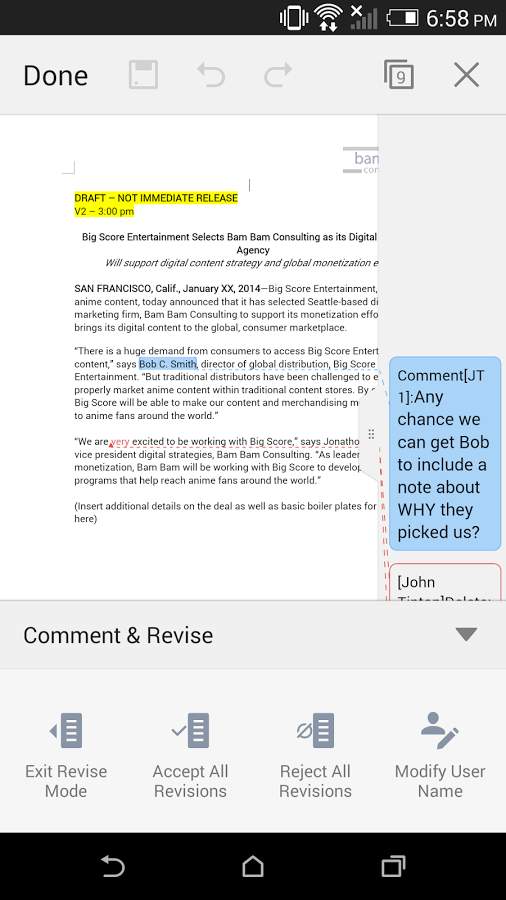 6:58 PM
Done
9
bam
con
DRAFT – NOT IMMEDIATE RELEASE
V2 – 3:00 pm
Big Score Entertainment Selects Bam Bam Consulting as its Digital
Agency
Will support digital content strategy and global monetization e
SAN FRANCISCO, Calif., January XX, 2014—Big Score Entertainment,
anime content, today announced that it has selected Seattle-based di
marketing firm, Bam Bam Consulting to support its monetization effo
brings its digital content to the global, consumer marketplace.
“There is a huge demand from consumers to access Big Score Entert
content,” says Bob C. Smith, director of global distribution, Big Score
Entertainment. “But traditional distributors have been challenged to e
properly market anime content within traditional content stores. By
Big Score will be able to make our content and merchandising m
to anime fans around the world.”
“We are very excited to be working with Big Score,” says Jonatho
vice president digital strategies, Bam Bam Consulting. “As leader
monetization, Bam Bam will be working with Big Score to develop
programs that help reach anime fans around the world.”
(Insert additional details on the deal as well as basic boiler plates for
here)
Comment[JT
1]:Any
chance we
can get Bob
to include a
note about
WHY they
picked us?
[John
Comment & Revise
Exit Revise
Mode
Accept All
Revisions
Reject All
Revisions
Modify User
Name